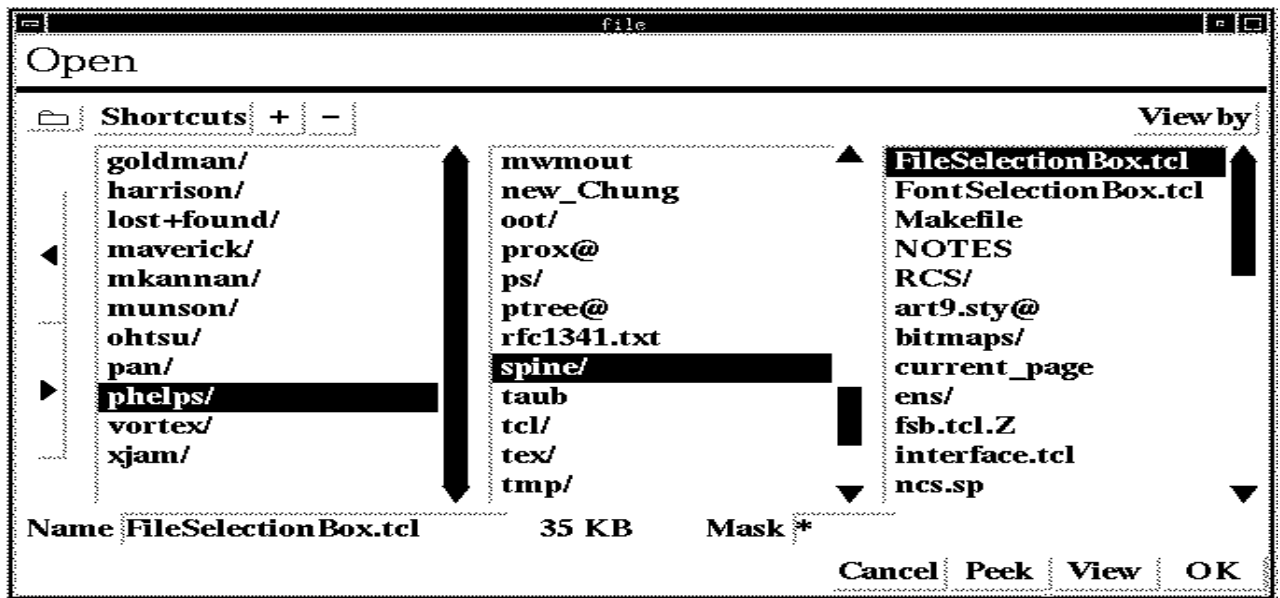 file
Open
Shortcuts + − View by
goldman/
harrison/
lost+found/
maverick/
mkannan/
munson/
ohtsu/
pan/
phelps/
vortex/
xjam/
mwmout
new_Chung
oot/
prox@
ps/
ptree@
rfc1341.txt
spine/
taub
tcl/
tex/
tmp/
FileSelectionBox.tcl
FontSelectionBox.tcl
Makefile
NOTES
RCS/
art9.sty@
bitmaps/
current_page
ens/
fsb.tcl.Z
interface.tcl
ncs.sp
Name FileSelectionBox.tcl 35 KB Mask *
Cancel Peek View OK